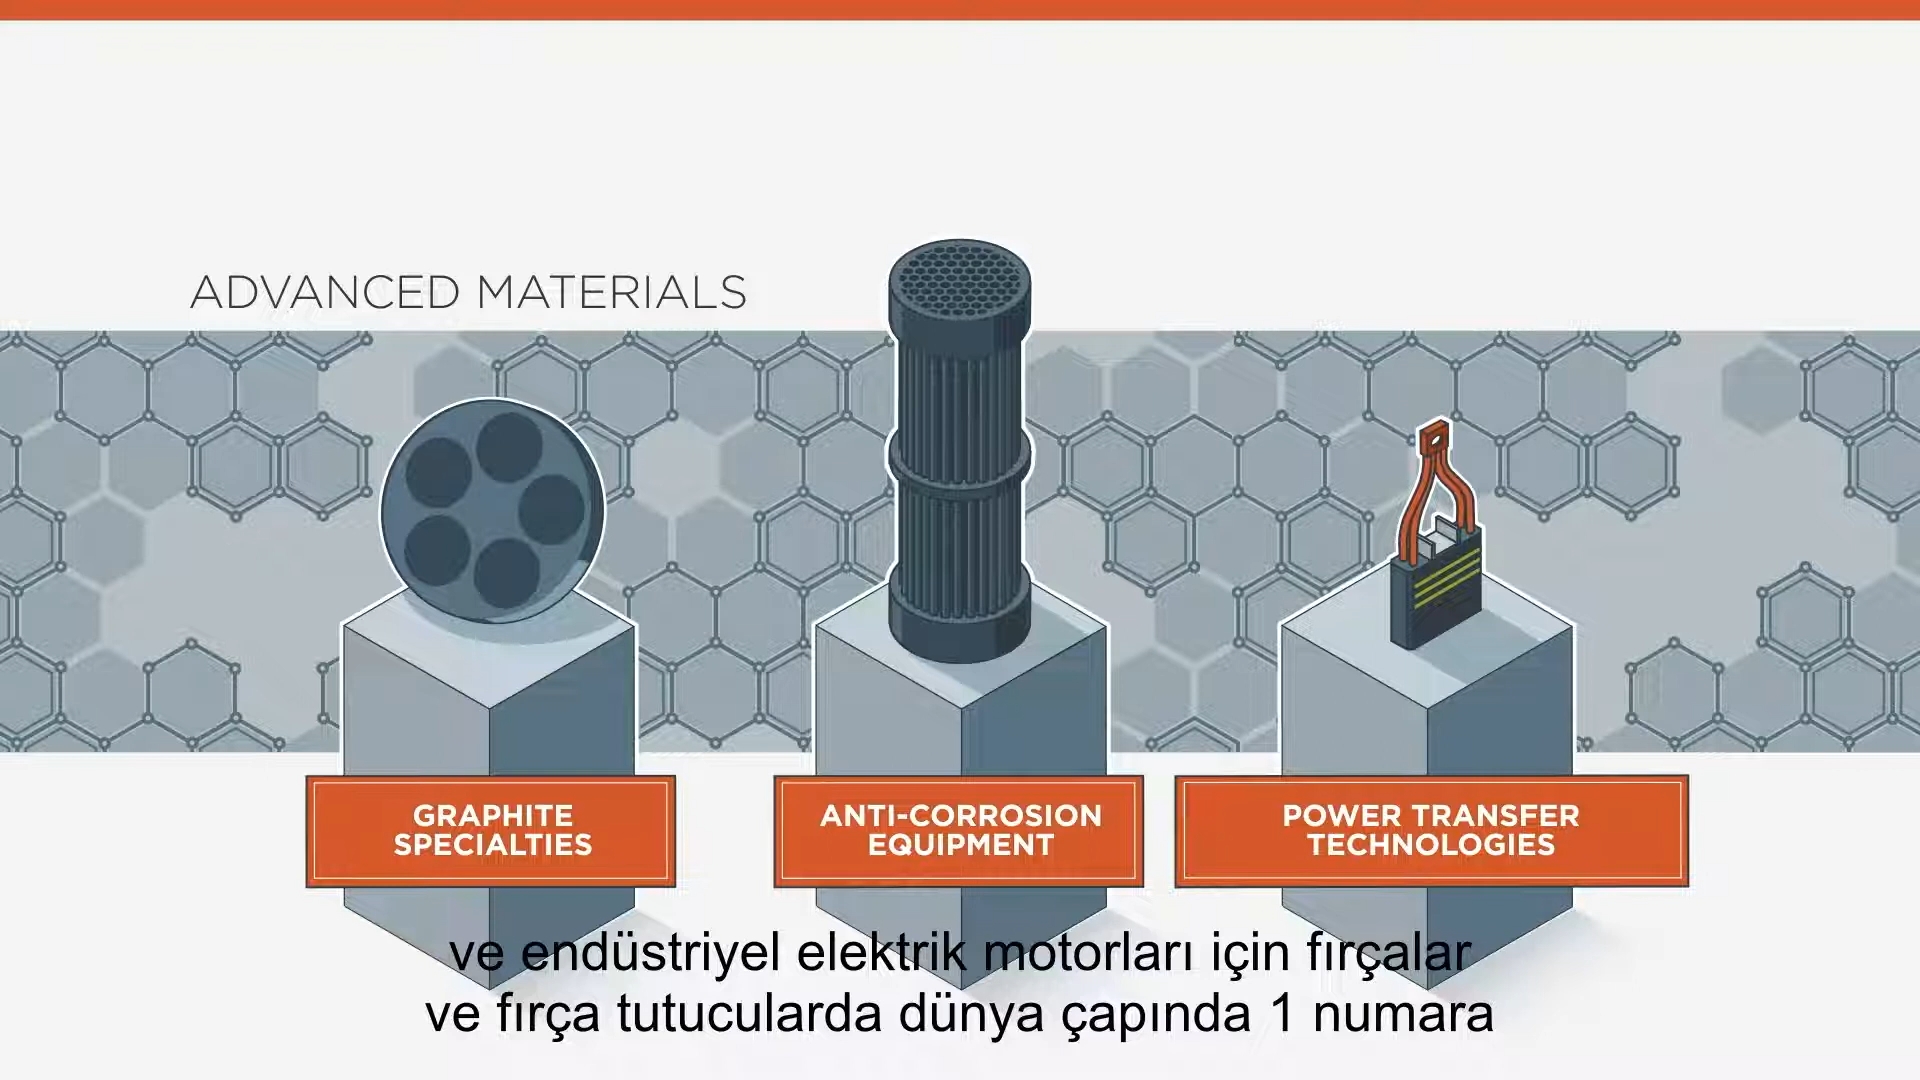 ADVANCED MATERIALS
GRAPHITE
SPECIALTIES
ANTI-CORROSION
EQUIPMENT
POWER TRANSFER
TECHNOLOGIES
ve endüstriyel elektrik motorları için fırçalar
ve fırça tutucularda dünya çapında 1 numara